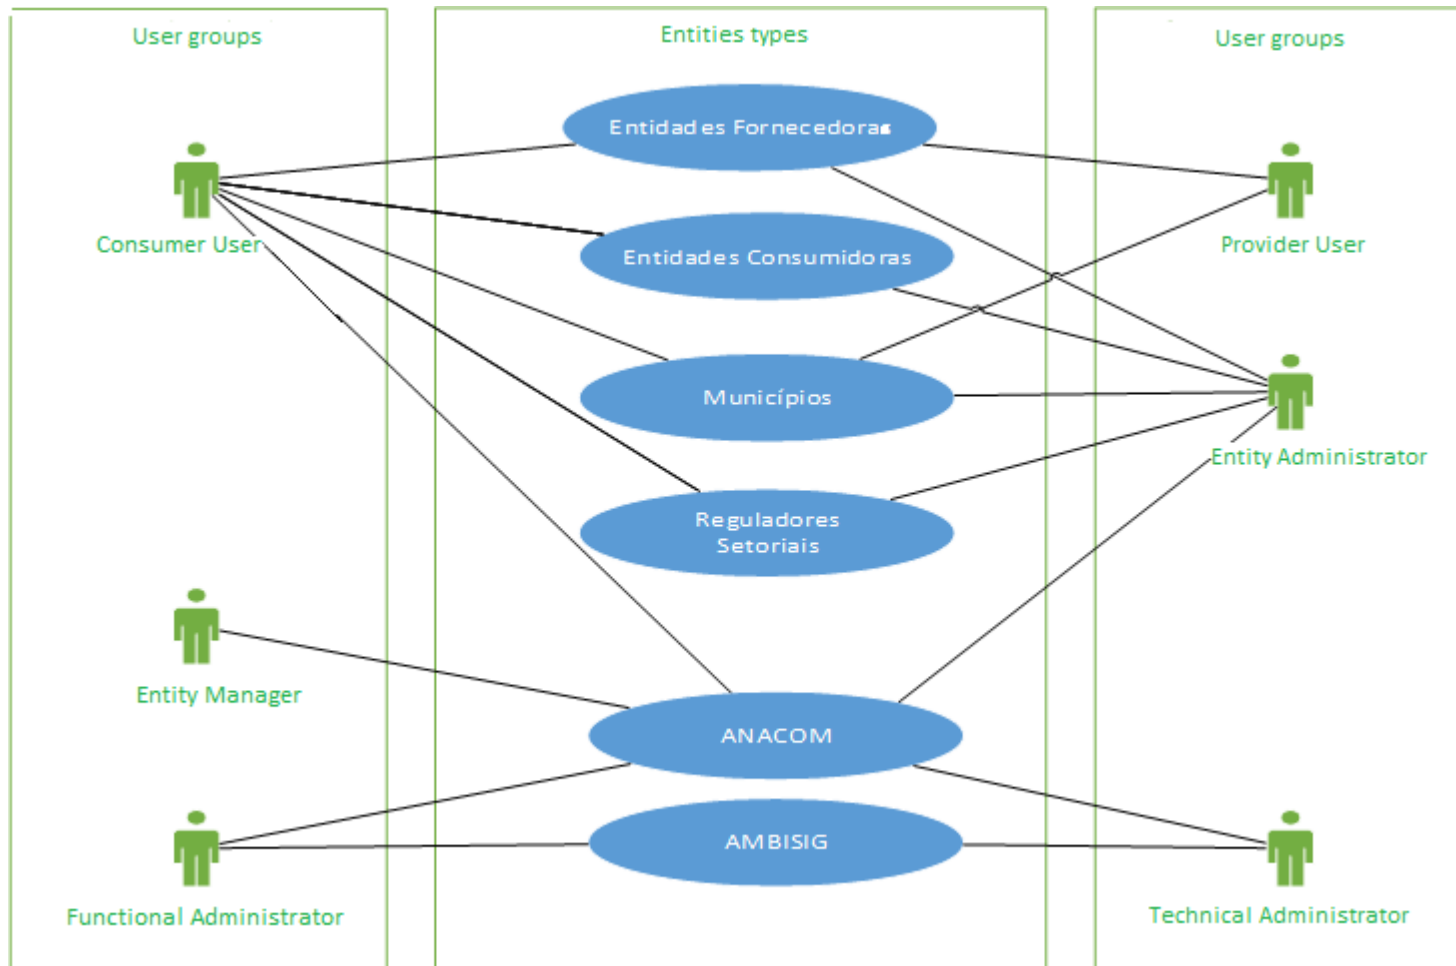 User groups
Entities types
User groups
Entidades Fornecedoras
Consumer User
Provider User
Entidades Consumidoras
Municípios
Entity Administrator
Reguladores
Setoriais
Entity Manager
ANACOM
AMBISIG
Functional Administrator
Technical Administrator